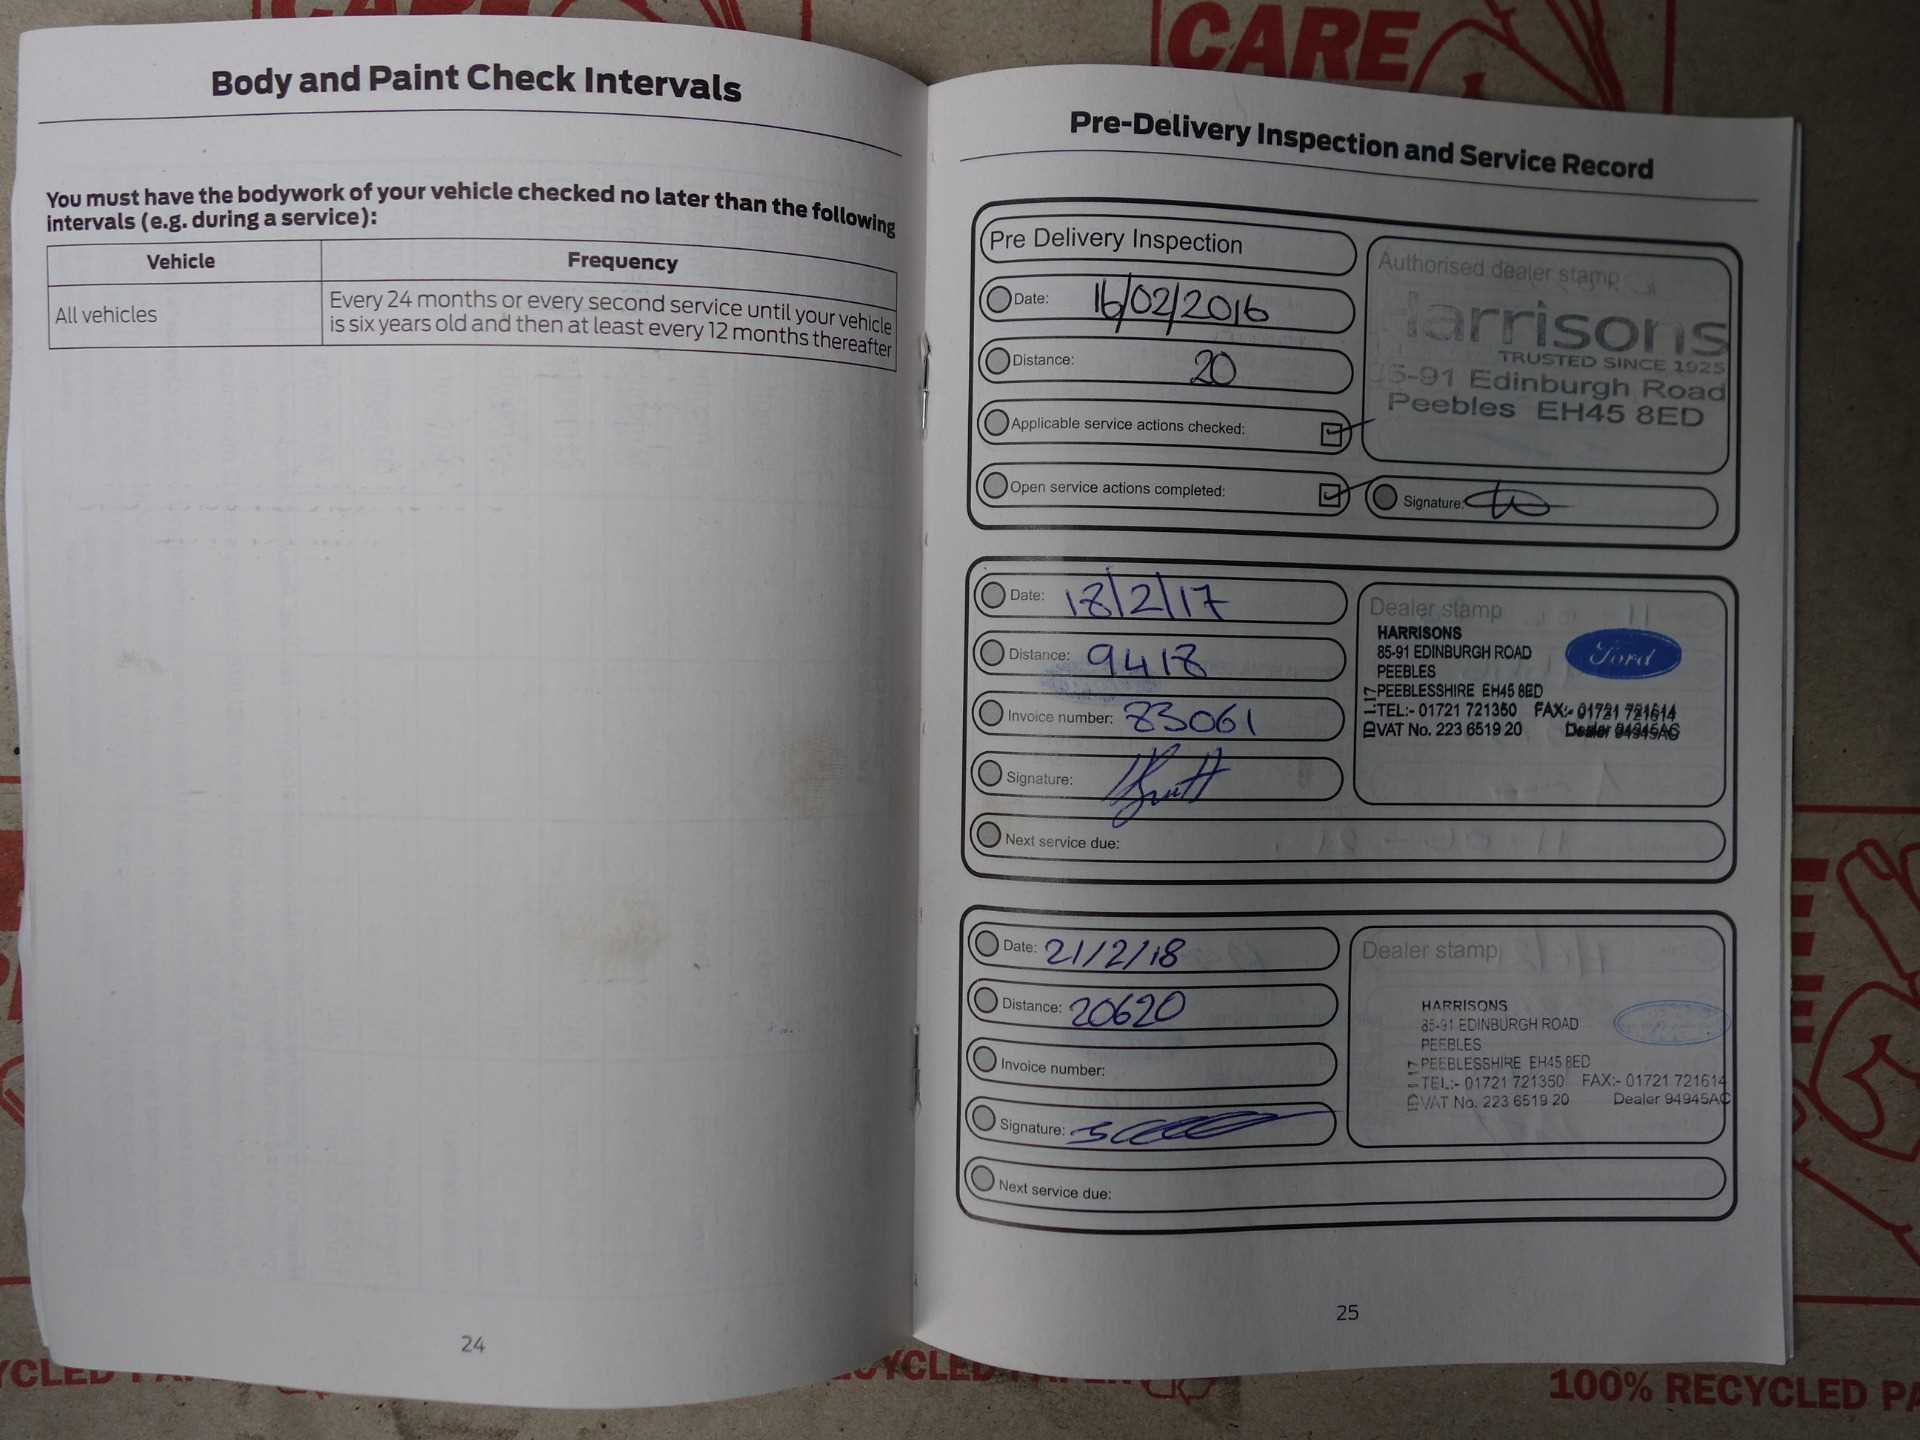 CARE
Body and Paint Check Intervals
You must have the bodywork of your vehicle checked no later than the following
intervals (e.g. during a service):
Vehicle Frequency
All vehicles
Every 24 months or every second service until your vehicle
is six years old and then at least every 12 months thereafter
24
Pre-Delivery Inspection and Service Record
Pre Delivery Inspection
Date: 16/02/2016
Distance: 20
Applicable service actions checked:
Open service actions completed:
Authorised dealer stamp
Harrisons
TRUSTED SINCE 1925
85-91 Edinburgh Road
Peebles EH45 8ED
Signature:
Date: 18/2/17
Distance: 9418
Invoice number: 83061
Signature:
Next service due:
Dealer stamp
HARRISONS
85-91 EDINBURGH ROAD
PEEBLES
PEEBLESSHIRE EH45 8ED
TEL:- 01721 721350 FAX:- 01721 721614
VAT No. 223 6519 20 Dealer 94945AC
Ford
Date: 21/2/18
Distance: 20620
Invoice number:
Signature:
Next service due:
Dealer stamp
HARRISONS
85-91 EDINBURGH ROAD
PEEBLES
PEEBLESSHIRE EH45 8ED
TEL:- 01721 721350 FAX:- 01721 721614
VAT No. 223 6519 20 Dealer 94945AC
25
100% RECYCLED PA